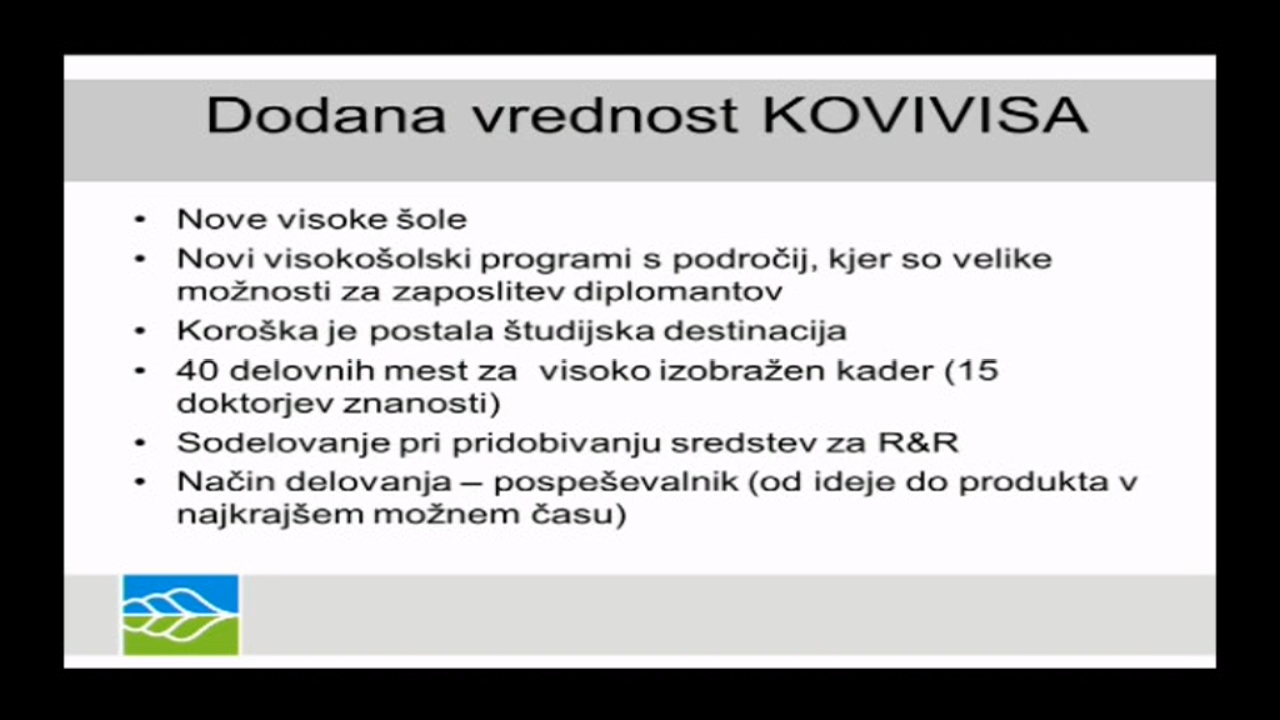 Dodana vrednost KOVIVISA
• Nove visoke šole
• Novi visokošolski programi s področij, kjer so velike
možnosti za zaposlitev diplomantov
• Koroška je postala študijska destinacija
• 40 delovnih mest za visoko izobražen kader (15
doktorjev znanosti)
• Sodelovanje pri pridobivanju sredstev za R&R
• Način delovanja – pospeševalnik (od ideje do produkta v
najkrajšem možnem času)